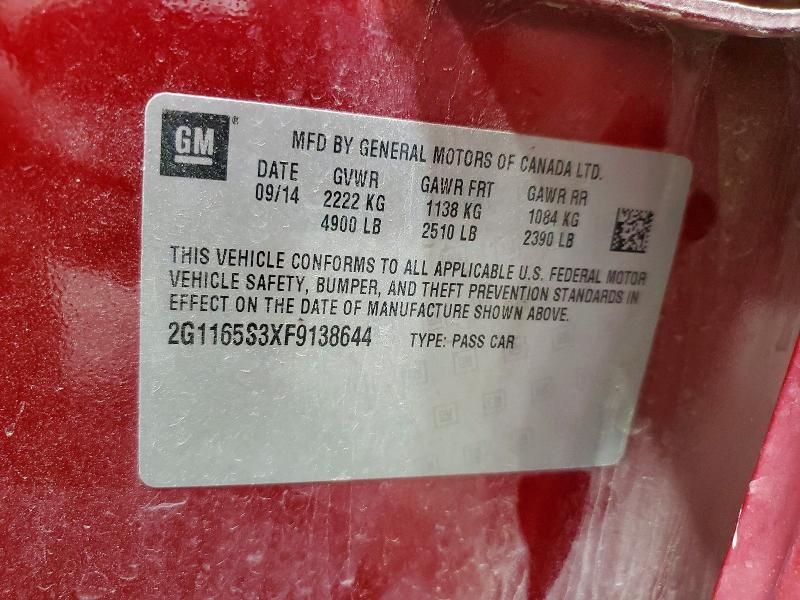 GM®
MFD BY GENERAL MOTORS OF CANADA LTD.
DATE GVWR GAWR FRT GAWR RR
09/14 2222 KG 1138 KG 1084 KG
4900 LB 2510 LB 2390 LB
THIS VEHICLE CONFORMS TO ALL APPLICABLE U.S. FEDERAL MOTOR
VEHICLE SAFETY, BUMPER, AND THEFT PREVENTION STANDARDS IN
EFFECT ON THE DATE OF MANUFACTURE SHOWN ABOVE.
2G1165S3XF9138644 TYPE: PASS CAR